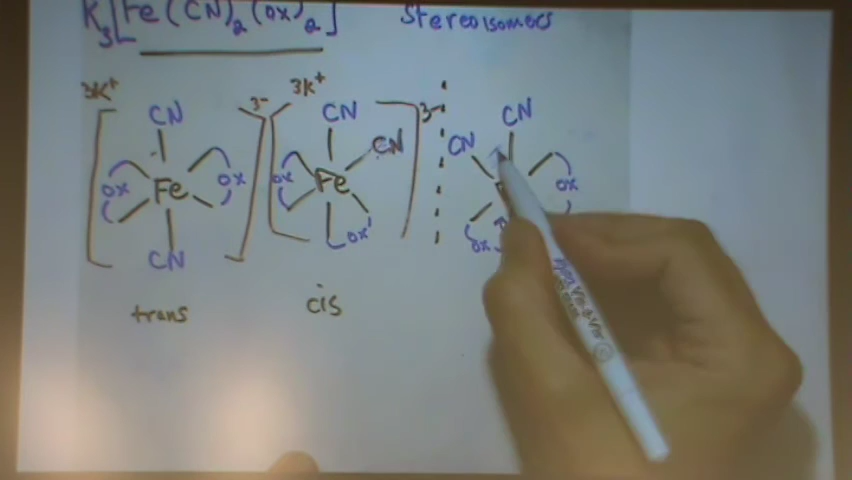 K₃[Fe(CN)₂(ox)₂] Stereoisomers
3K⁺ 3- 3K⁺ 3-
CN CN CN
CN CN
ox Fe ox ox Fe ox
CN ox ox
trans cis